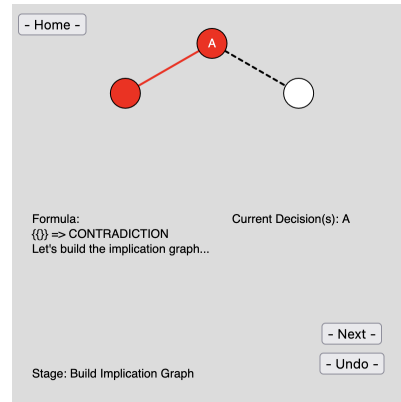 - Home -
A
Formula:
{{}} => CONTRADICTION
Let's build the implication graph...
Current Decision(s): A
- Next -
- Undo -
Stage: Build Implication Graph